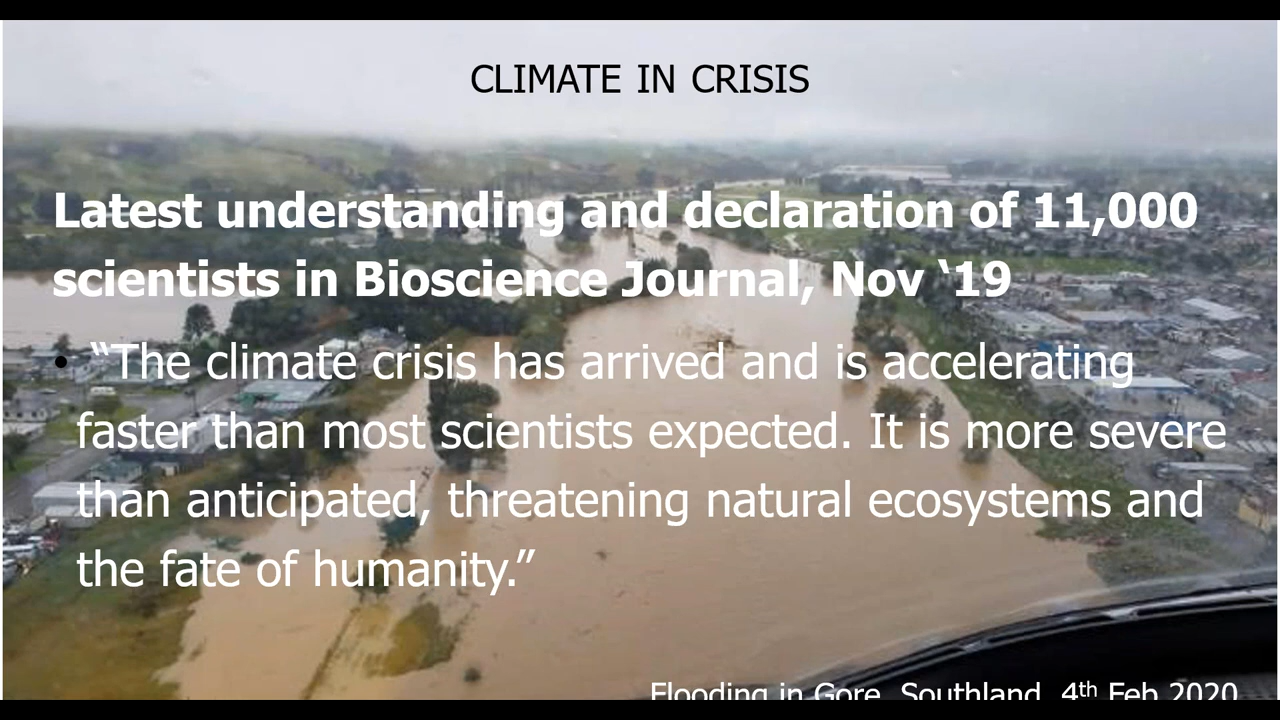 CLIMATE IN CRISIS
Latest understanding and declaration of 11,000
scientists in Bioscience Journal, Nov ‘19
• “The climate crisis has arrived and is accelerating
faster than most scientists expected. It is more severe
than anticipated, threatening natural ecosystems and
the fate of humanity.”
Flooding in Gore, Southland, 4th Feb 2020